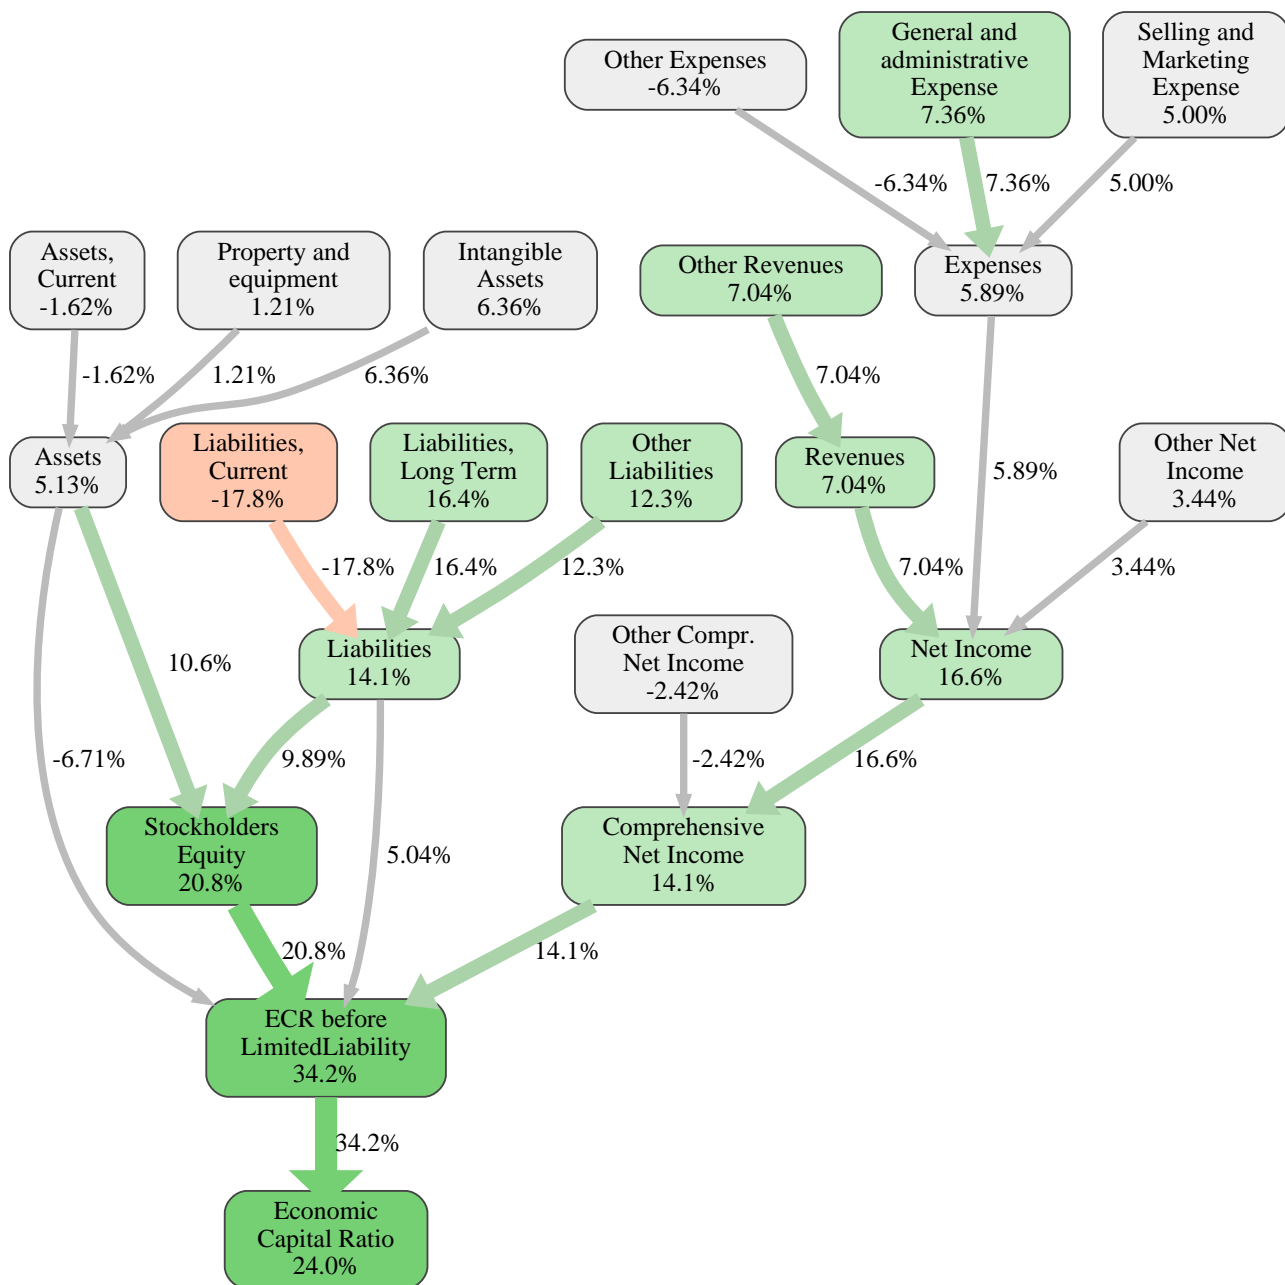 Other Expenses
-6.34%
General and
administrative
Expense
7.36%
Selling and
Marketing
Expense
5.00%
-6.34%
7.36%
5.00%
Assets,
Current
-1.62%
Property and
equipment
1.21%
Intangible
Assets
6.36%
Other Revenues
7.04%
Expenses
5.89%
-1.62%
1.21%
6.36%
7.04%
Assets
5.13%
Liabilities,
Current
-17.8%
Liabilities,
Long Term
16.4%
Other
Liabilities
12.3%
Revenues
7.04%
5.89%
Other Net
Income
3.44%
-17.8%
16.4%
12.3%
7.04%
3.44%
10.6%
Liabilities
14.1%
Other Compr.
Net Income
-2.42%
Net Income
16.6%
-6.71%
9.89%
-2.42%
16.6%
Stockholders
Equity
20.8%
5.04%
Comprehensive
Net Income
14.1%
20.8%
14.1%
ECR before
LimitedLiability
34.2%
34.2%
Economic
Capital Ratio
24.0%